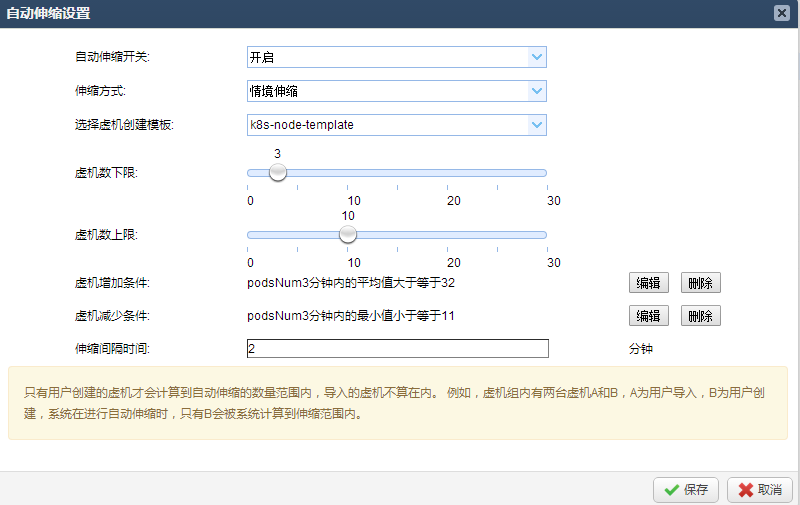 自动伸缩设置
自动伸缩开关: 开启
伸缩方式: 情境伸缩
选择虚机创建模板: k8s-node-template
3
虚机数下限:
0 10 20 30
10
虚机数上限:
0 10 20 30
虚机增加条件: podsNum3分钟内的平均值大于等于32 编辑 删除
虚机减少条件: podsNum3分钟内的最小值小于等于11 编辑 删除
伸缩间隔时间: 2 分钟
只有用户创建的虚机才会计算到自动伸缩的数量范围内，导入的虚机不算在内。 例如，虚机组内有两台虚机A和B，A为用户导入，B为用户创
建，系统在进行自动伸缩时，只有B会被系统计算到伸缩范围内。
保存 取消